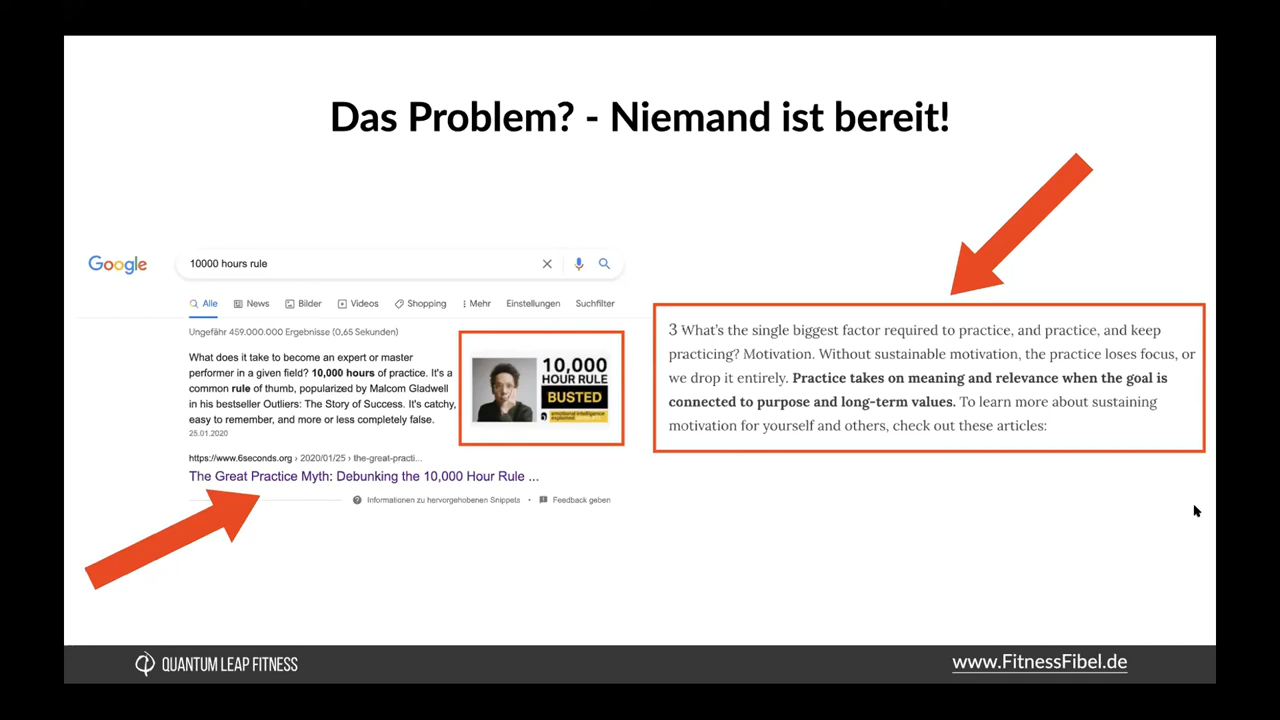 Das Problem? - Niemand ist bereit!
Google
10000 hours rule
Alle News Bilder Videos Shopping Mehr Einstellungen Suchfilter
Ungefähr 459.000.000 Ergebnisse (0,65 Sekunden)
What does it take to become an expert or master
performer in a given field? 10,000 hours of practice. It's a
common rule of thumb, popularized by Malcom Gladwell
in his bestseller Outliers: The Story of Success. It's catchy,
easy to remember, and more or less completely false.
25.01.2020
10,000
HOUR RULE
BUSTED
emotional intelligence
explained
https://www.6seconds.org › 2020/01/25 › the-great-practi...
The Great Practice Myth: Debunking the 10,000 Hour Rule ...
Informationen zu hervorgehobenen Snippets • Feedback geben
3 What's the single biggest factor required to practice, and practice, and keep
practicing? Motivation. Without sustainable motivation, the practice loses focus, or
we drop it entirely. Practice takes on meaning and relevance when the goal is
connected to purpose and long-term values. To learn more about sustaining
motivation for yourself and others, check out these articles:
QUANTUM LEAP FITNESS
www.FitnessFibel.de